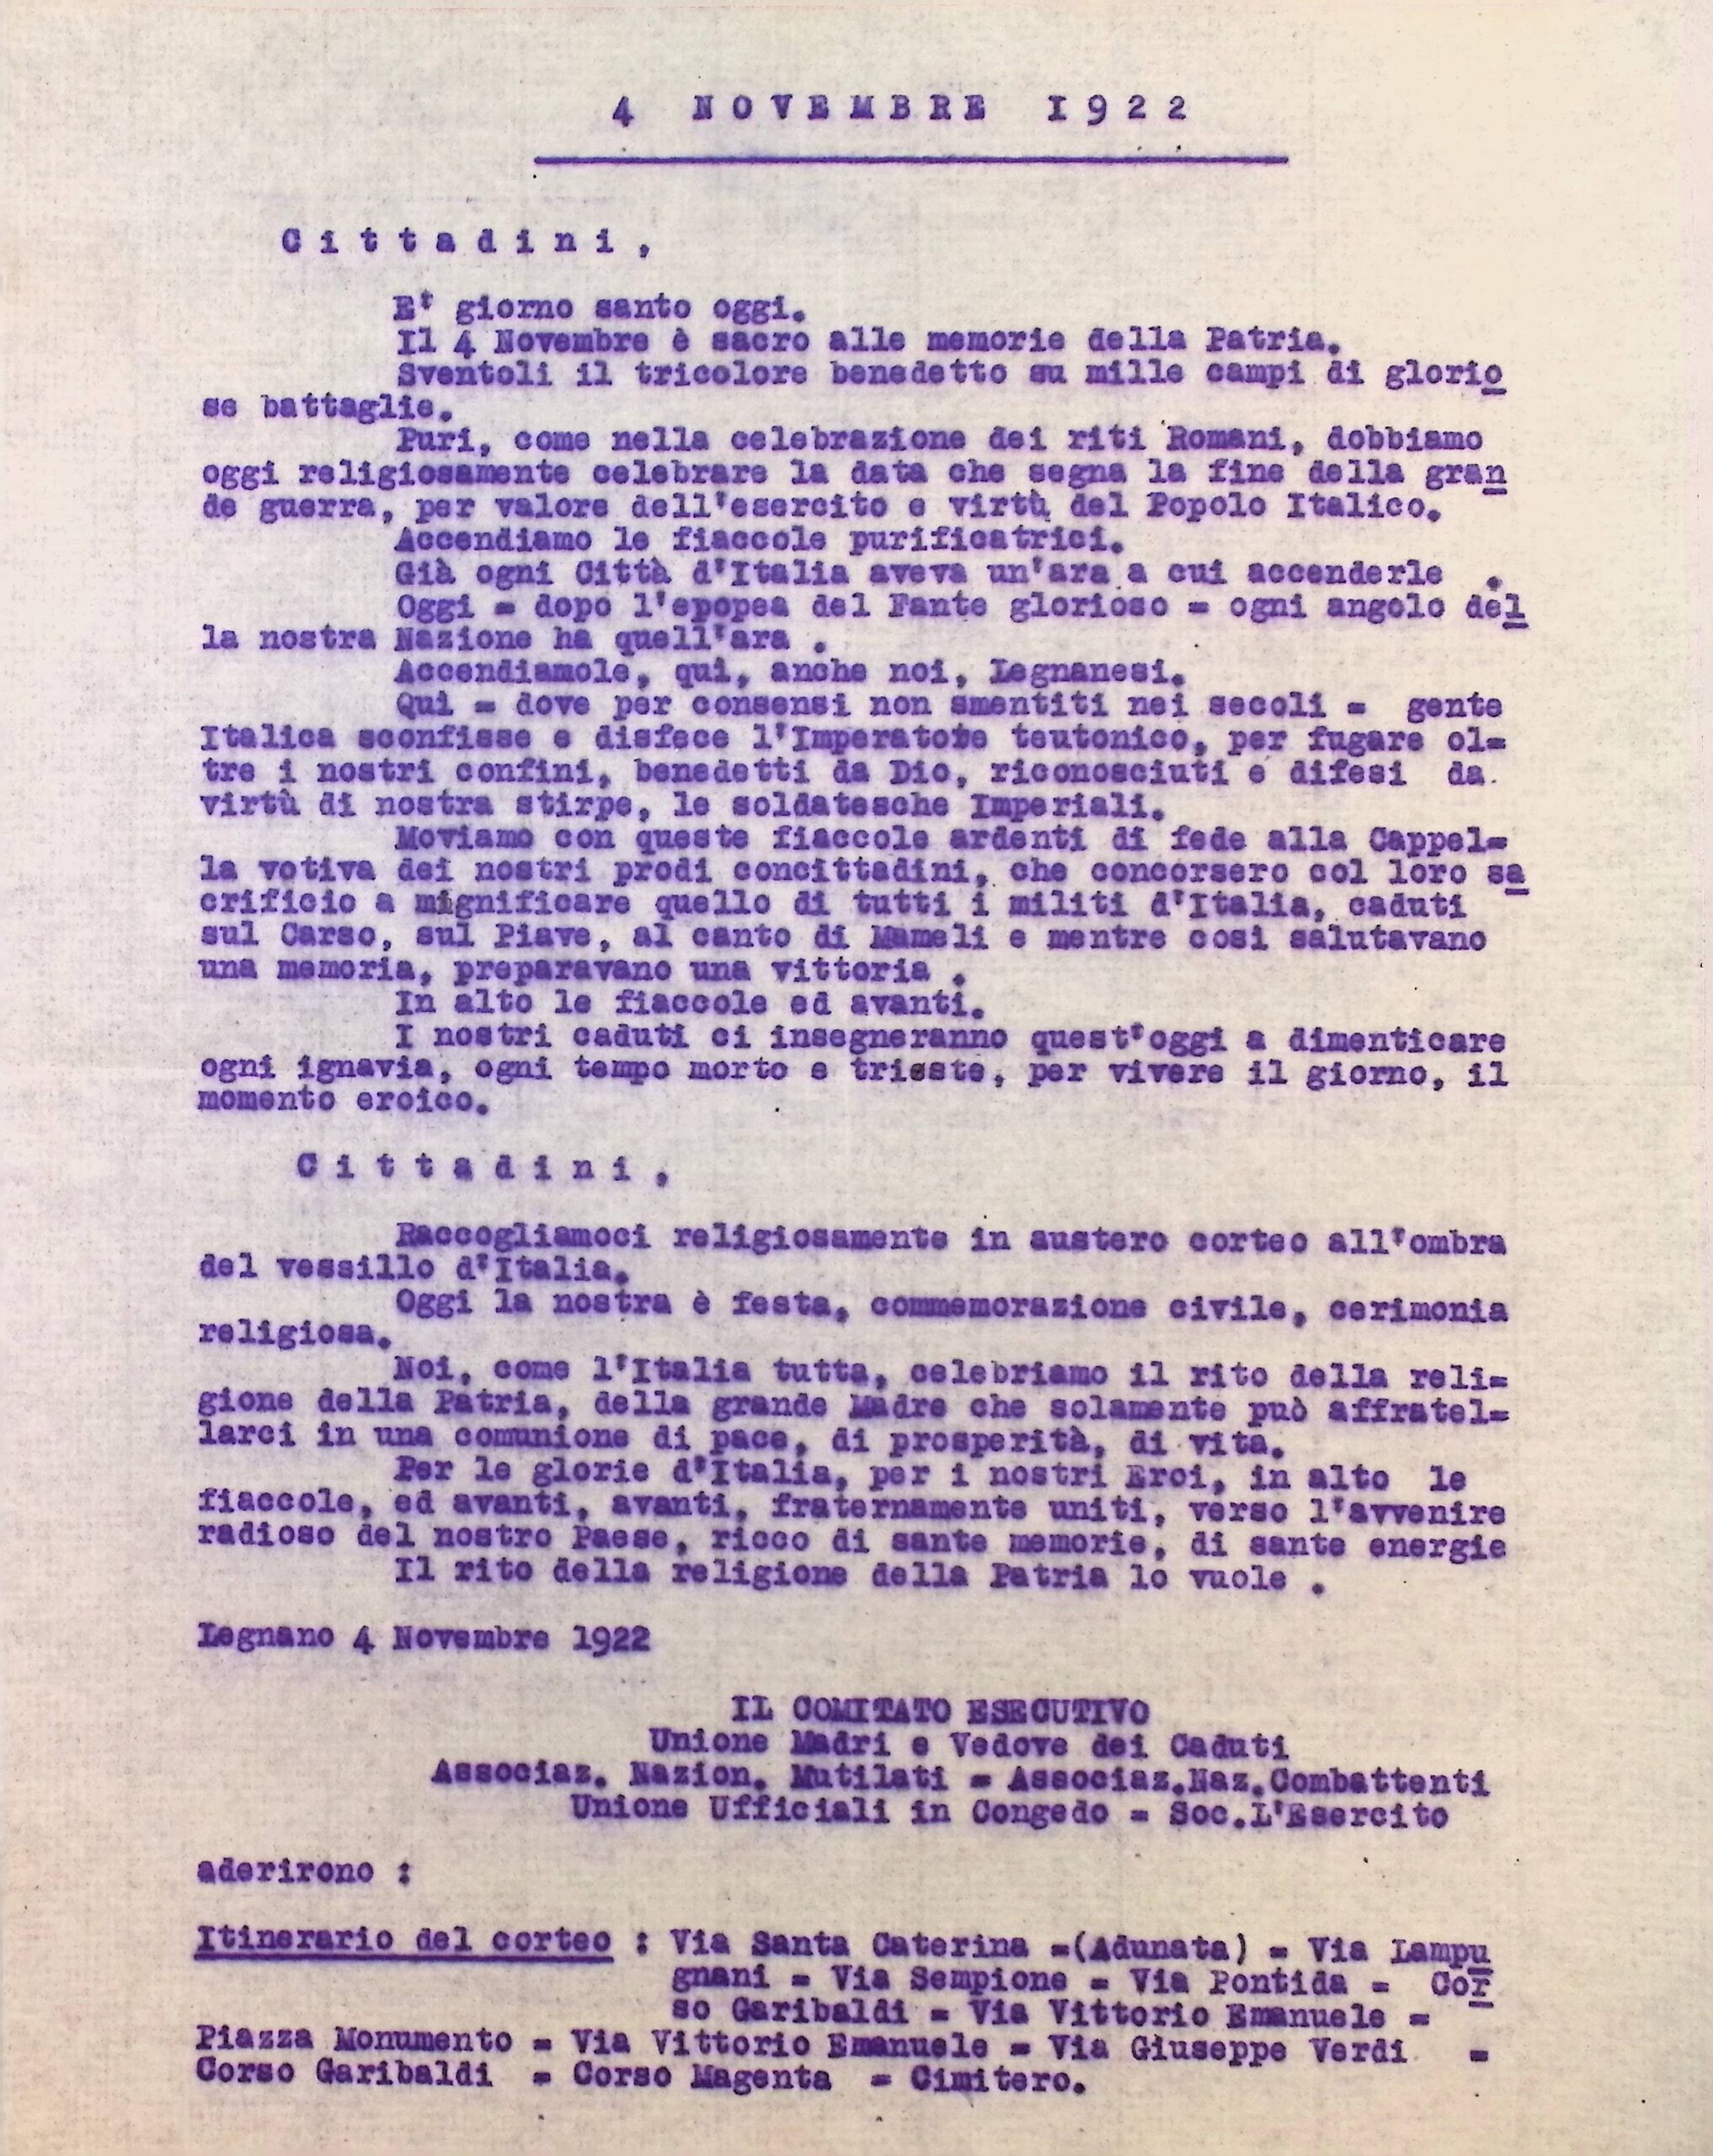 4 NOVEMBRE 1922
Cittadini,
E' giorno santo oggi.
Il 4 Novembre è sacro alle memorie della Patria.
Sventoli il tricolore benedetto su mille campi di glorio
se battaglie.
Puri, come nella celebrazione dei riti Romani, dobbiamo
oggi religiosamente celebrare la data che segna la fine della gran
de guerra, per valore dell'esercito e virtù del Popolo Italico.
Accendiamo le fiaccole purificatrici.
Già ogni Città d'Italia aveva un'ara a cui accenderle .
Oggi = dopo l'epopea del Fante glorioso = ogni angolo del
la nostra Nazione ha quell'ara .
Accendiamole, qui, anche noi, Legnanesi.
Qui = dove per consensi non smentiti nei secoli = gente
Italica sconfisse e disfece l'Imperatore teutonico, per fugare ol=
tre i nostri confini, benedetti da Dio, riconosciuti e difesi da
virtù di nostra stirpe, le soldatesche Imperiali.
Moviamo con queste fiaccole ardenti di fede alla Cappel=
la votiva dei nostri prodi concittadini, che concorsero col loro sa
crificio a mignificare quello di tutti i militi d'Italia, caduti
sul Carso, sul Piave, al canto di Mameli e mentre cosi salutavano
una memoria, preparavano una vittoria .
In alto le fiaccole ed avanti.
I nostri caduti ci insegneranno quest'oggi a dimenticare
ogni ignavia, ogni tempo morto e trieste, per vivere il giorno, il
momento eroico.
Cittadini,
Raccogliamoci religiosamente in austero corteo all'ombra
del vessillo d'Italia.
Oggi la nostra è festa, commemorazione civile, cerimonia
religiosa.
Noi, come l'Italia tutta, celebriamo il rito della reli=
gione della Patria, della grande Madre che solamente può affratel=
larci in una comunione di pace, di prosperità, di vita.
Per le glorie d'Italia, per i nostri Eroi, in alto le
fiaccole, ed avanti, avanti, fraternamente uniti, verso l'avvenire
radioso del nostro Paese, ricco di sante memorie, di sante energie
Il rito della religione della Patria lo vuole .
Legnano 4 Novembre 1922
IL COMITATO ESECUTIVO
Unione Madri e Vedove dei Caduti
Associaz. Nazion. Mutilati = Associaz.Naz.Combattenti
Unione Ufficiali in Congedo = Soc.L'Esercito
aderirono :
Itinerario del corteo : Via Santa Caterina =(Adunata) = Via Lampu
gnani = Via Sempione = Via Pontida = Cor
so Garibaldi = Via Vittorio Emanuele =
Piazza Monumento = Via Vittorio Emanuele = Via Giuseppe Verdi =
Corso Garibaldi = Corso Magenta = Cimitero.